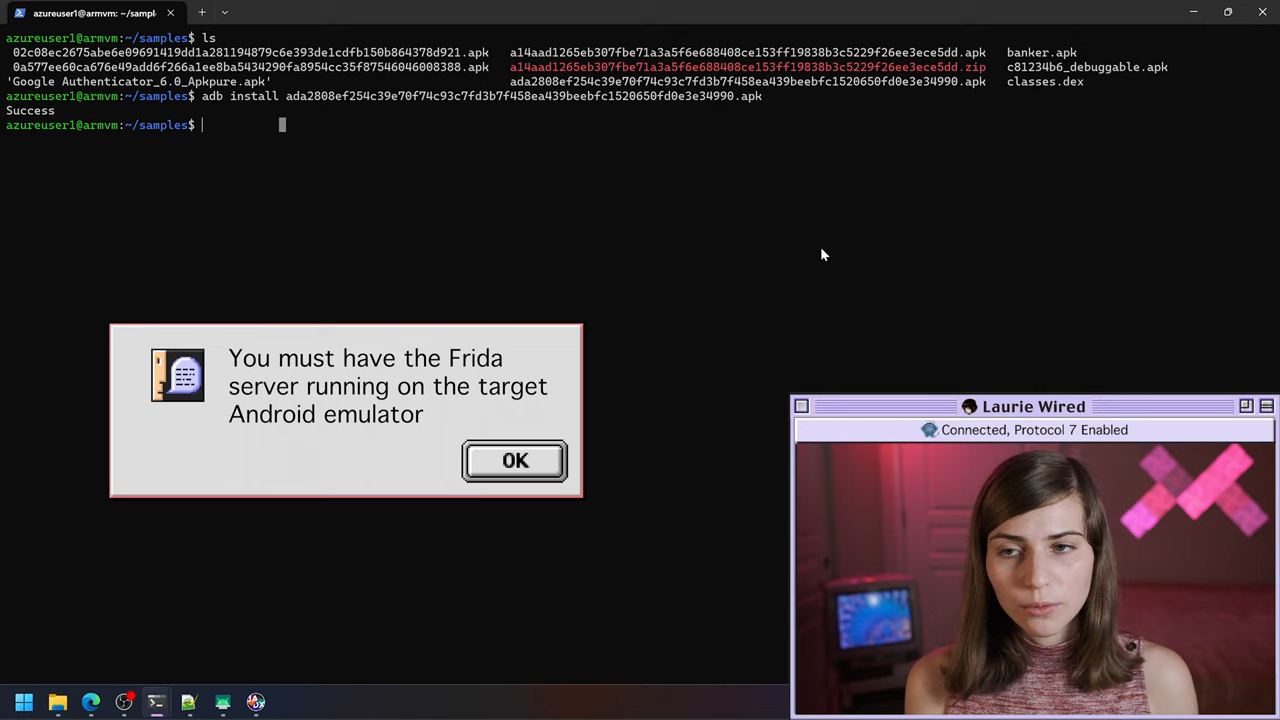 azureuser1@armvm: ~/sampl
azureuser1@armvm:~/samples$ ls
02c08ec2675abe6e09691419dd1a281194879c6e393de1cdfb150b864378d921.apk a14aad1265eb307fbe71a3a5f6e688408ce153ff19838b3c5229f26ee3ece5dd.apk banker.apk
0a577ee60ca676e49246afd266a1ee8ba5434290fa8954cc35f87546046008388.apk a14aad1265eb307fbe71a3a5f6e688408ce153ff19838b3c5229f26ee3ece5dd.zip c81234b6_debuggable.apk
'Google Authenticator_6.0_Apkpure.apk' ada2808ef254c39e70f74c93c7fd3b7f458ea439beebfc1520650fd0e3e34990.apk classes.dex
azureuser1@armvm:~/samples$ adb install ada2808ef254c39e70f74c93c7fd3b7f458ea439beebfc1520650fd0e3e34990.apk
Success
azureuser1@armvm:~/samples$
You must have the Frida
server running on the target
Android emulator
OK
Laurie Wired
Connected, Protocol 7 Enabled